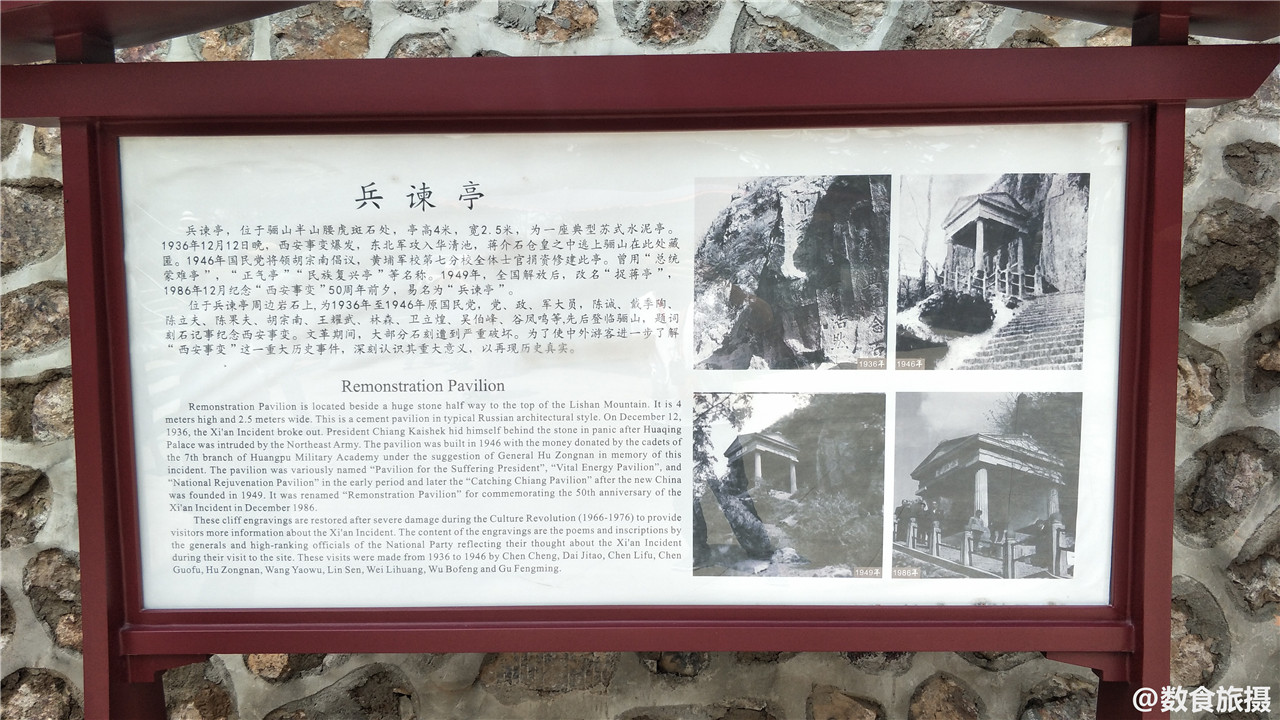 兵谏亭
兵谏亭，位于骊山半山腰虎斑石处，亭高4米，宽2.5米，为一座典型苏式水泥亭。
1936年12月12日晚，西安事变爆发，东北军攻入华清池，蒋介石仓皇之中逃上骊山在此处藏
匿。1946年国民党将领胡宗南倡议，黄埔军校第七分校全体士官捐资修建此亭。曾用“总统
蒙难亭”，“正气亭”“民族复兴亭”等名称。1949年，全国解放后，改名“捉蒋亭”，
1986年12月纪念“西安事变”50周年前夕，易名为“兵谏亭”。
位于兵谏亭周边岩石上，为1936年至1946年原国民党，党、政、军大员，陈诚、戴季陶、
陈立夫、陈果夫、胡宗南、王耀武、林森、卫立煌、吴伯峰、谷凤鸣等先后登临骊山，题词
刻石记事纪念西安事变。文革期间，大部分石刻遭到严重破坏。为了使中外游客进一步了解
“西安事变”这一重大历史事件，深刻认识其重大意义，以再现历史真实。
Remonstration Pavilion
Remonstration Pavilion is located beside a huge stone half way to the top of the Lishan Mountain. It is 4
meters high and 2.5 meters wide. This is a cement pavilion in typical Russian architectural style. On December 12,
1936, the Xi'an Incident broke out. President Chiang Kaishek hid himself behind the stone in panic after Huaqing
Palace was intruded by the Northeast Army. The pavilion was built in 1946 with the money donated by the cadets of
the 7th branch of Huangpu Military Academy under the suggestion of General Hu Zongnan in memory of this
incident. The pavilion was variously named “Pavilion for the Suffering President”, “Vital Energy Pavilion”, and
“National Rejuvenation Pavilion” in the early period and later the “Catching Chiang Pavilion” after the new China
was founded in 1949. It was renamed “Remonstration Pavilion” for commemorating the 50th anniversary of the
Xi'an Incident in December 1986.
These cliff engravings are restored after severe damage during the Culture Revolution (1966-1976) to provide
visitors more information about the Xi'an Incident. The content of the engravings are the poems and inscriptions by
the generals and high-ranking officials of the National Party reflecting their thought about the Xi'an Incident
during their visit to the site. These visits were made from 1936 to 1946 by Chen Cheng, Dai Jitao, Chen Lifu, Chen
Guofu, Hu Zongnan, Wang Yaowu, Lin Sen, Wei Lihuang, Wu Bofeng and Gu Fengming.
1936年
1946年
1949年
1986年
@数食旅摄